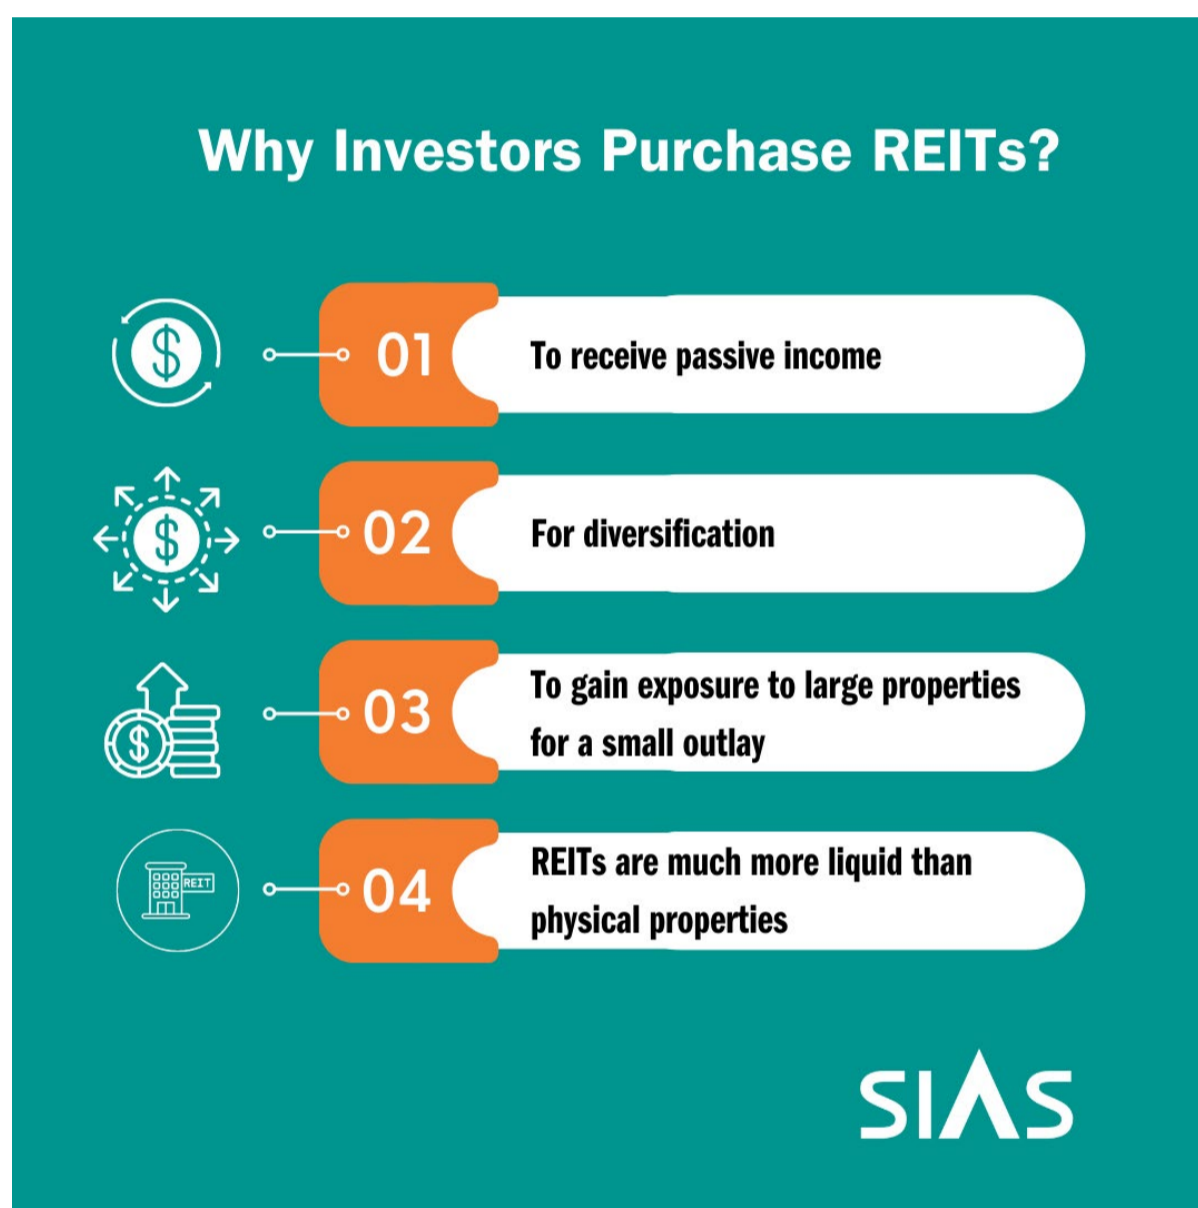 Why Investors Purchase REITs?
01
To receive passive income
02
For diversification
03
To gain exposure to large properties
for a small outlay
REIT
04
REITs are much more liquid than
physical properties
SIAS